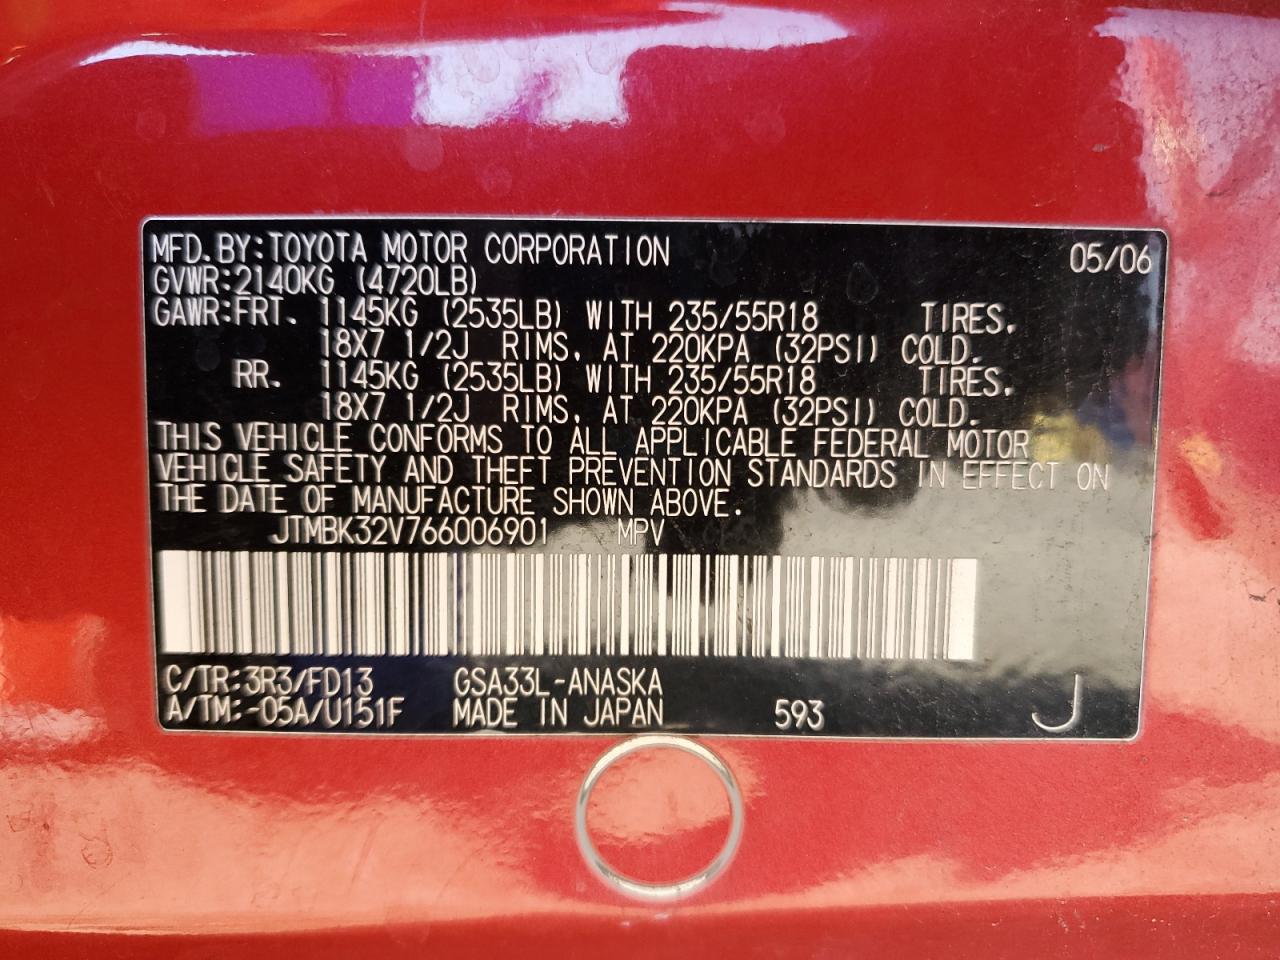 MFD.BY:TOYOTA MOTOR CORPORATION 05/06
GVWR:2140KG (4720LB)
GAWR:FRT. 1145KG (2535LB) WITH 235/55R18 TIRES,
18X7 1/2J RIMS, AT 220KPA (32PSI) COLD.
RR. 1145KG (2535LB) WITH 235/55R18 TIRES,
18X7 1/2J RIMS, AT 220KPA (32PSI) COLD.
THIS VEHICLE CONFORMS TO ALL APPLICABLE FEDERAL MOTOR
VEHICLE SAFETY AND THEFT PREVENTION STANDARDS IN EFFECT ON
THE DATE OF MANUFACTURE SHOWN ABOVE.
JTMBK32V766006901 MPV
C/TR:3R3/FD13 GSA33L-ANASKA
A/TM:-05A/U151F MADE IN JAPAN 593 J